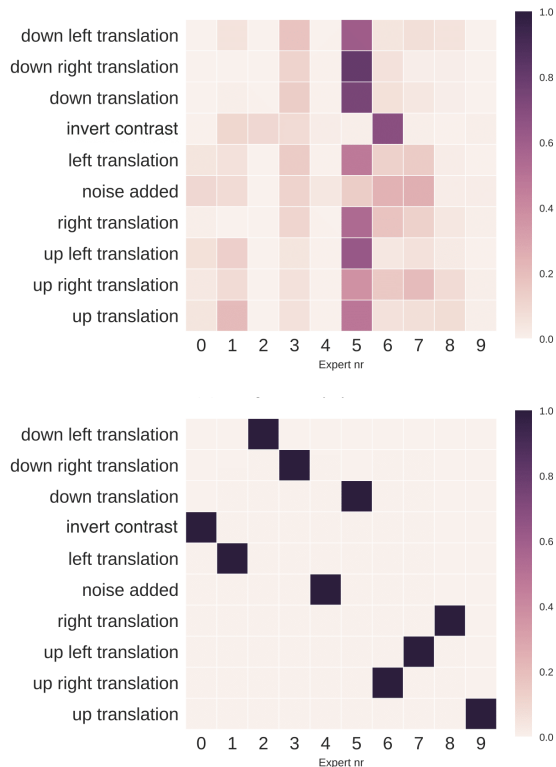 down left translation
down right translation
down translation
invert contrast
left translation
noise added
right translation
up left translation
up right translation
up translation
0 1 2 3 4 5 6 7 8 9
Expert nr
1.0
0.8
0.6
0.4
0.2
0.0
down left translation
down right translation
down translation
invert contrast
left translation
noise added
right translation
up left translation
up right translation
up translation
0 1 2 3 4 5 6 7 8 9
Expert nr
1.0
0.8
0.6
0.4
0.2
0.0